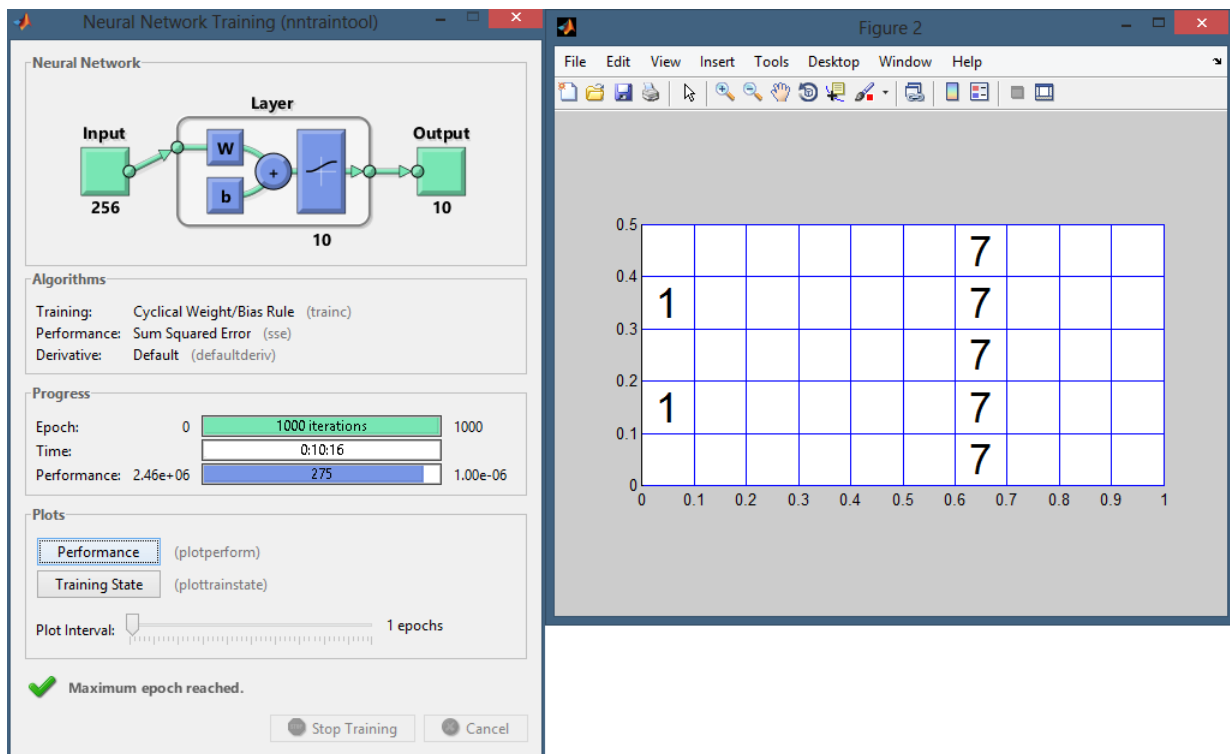 Neural Network Training (nntraintool)
Neural Network
Layer
Input
Output
W
+
b
256
10
10
Algorithms
Training: Cyclical Weight/Bias Rule (trainc)
Performance: Sum Squared Error (sse)
Derivative: Default (defaultderiv)
Progress
Epoch: 0 1000 iterations 1000
Time: 0:10:16
Performance: 2.46e+06 275 1.00e-06
Plots
Performance (plotperform)
Training State (plottrainstate)
Plot Interval: 1 epochs
Maximum epoch reached.
Stop Training Cancel
Figure 2
File Edit View Insert Tools Desktop Window Help
0.5
7
0.4
1 7
0.3
7
0.2
1 7
0.1
7
0
0 0.1 0.2 0.3 0.4 0.5 0.6 0.7 0.8 0.9 1